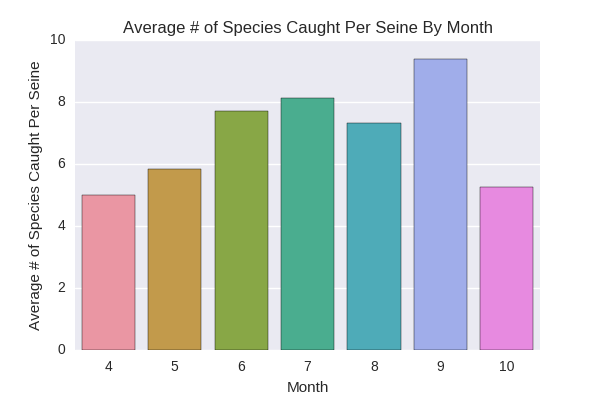 Average # of Species Caught Per Seine By Month
Average # of Species Caught Per Seine
10
8
6
4
2
0
4 5 6 7 8 9 10
Month